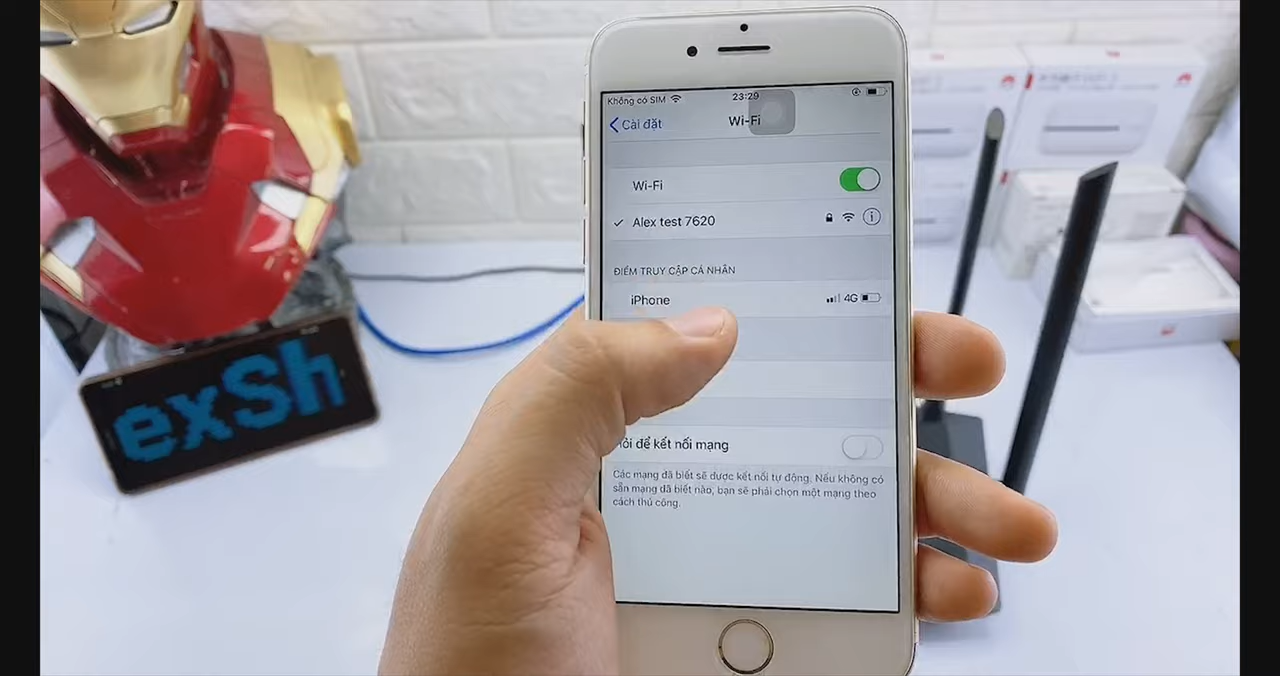 Không có SIM
23:29
Cài đặt
Wi-Fi
Wi-Fi
Alex test 7620
ĐIỂM TRUY CẬP CÁ NHÂN
iPhone
4G
để kết nối mạng
Các mạng đã biết sẽ được kết nối tự động. Nếu không có
sẵn mạng đã biết nào, bạn sẽ phải chọn một mạng theo
cách thủ công.
exSh